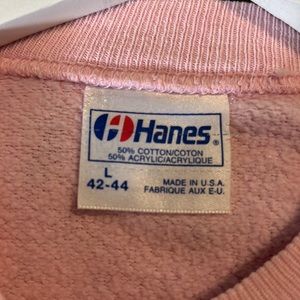 Hanes®
50% COTTON/COTON
50% ACRYLIC/ACRYLIQUE
L
42-44
MADE IN U.S.A.
FABRIQUE AUX E-U.